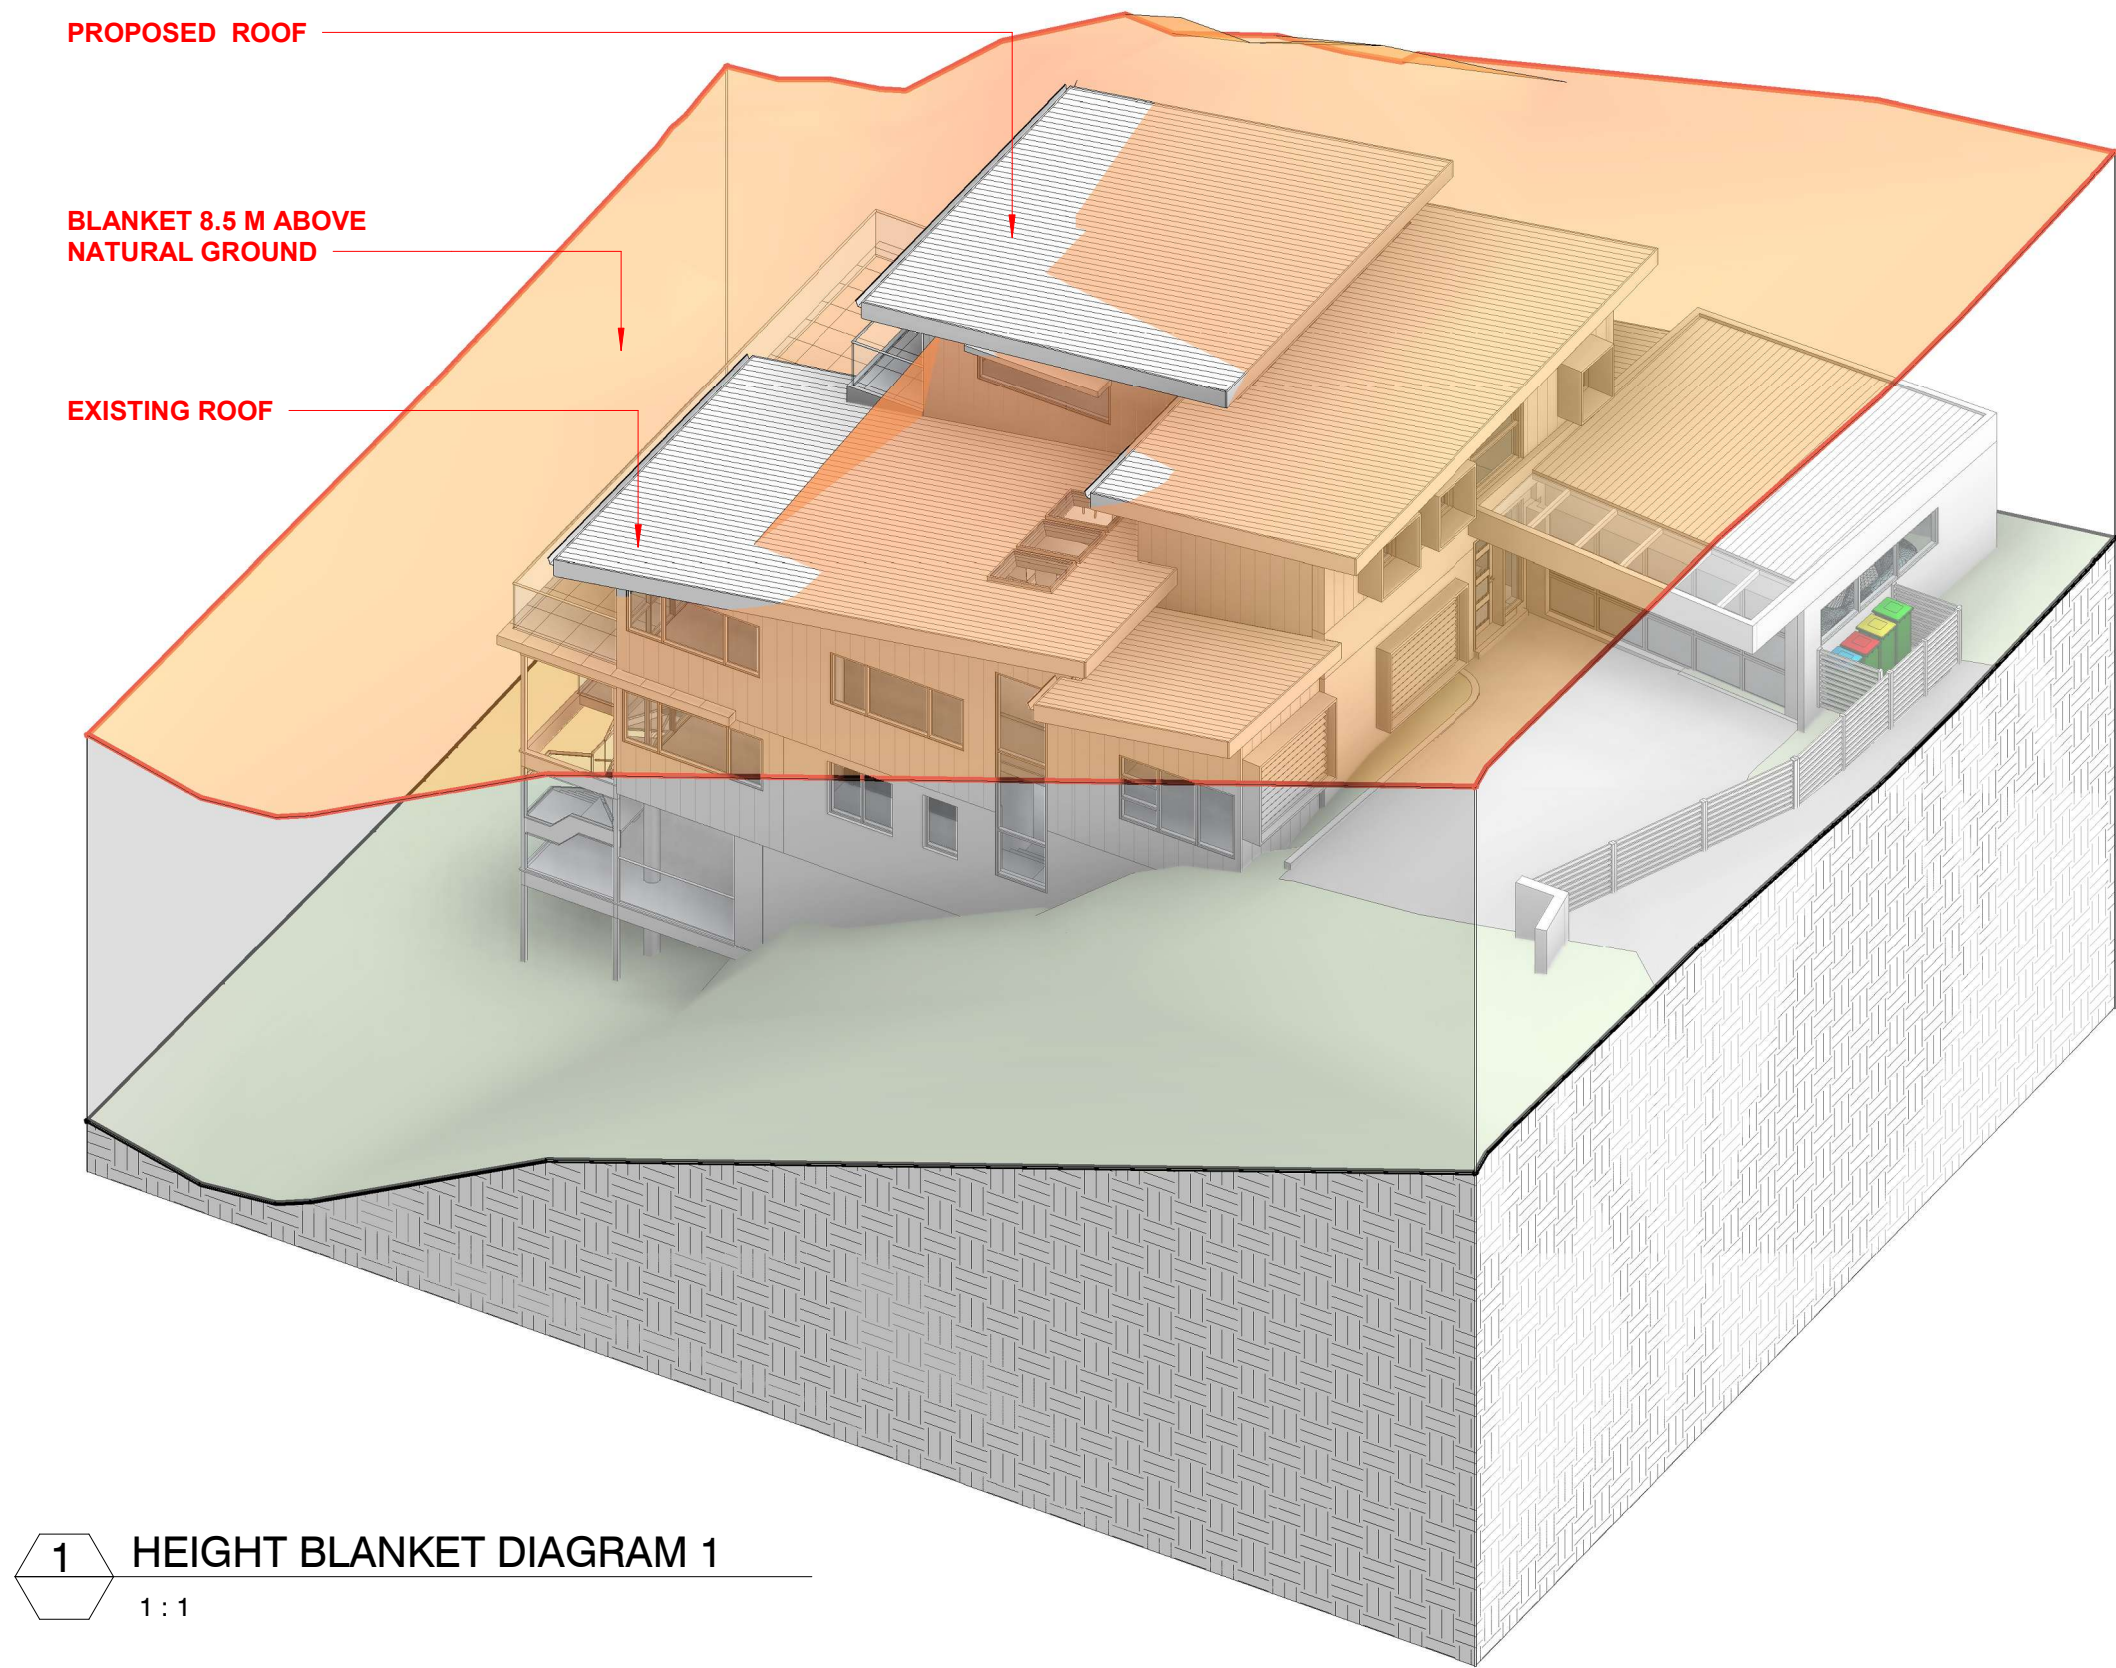 PROPOSED ROOF
BLANKET 8.5 M ABOVE
NATURAL GROUND
EXISTING ROOF
1
HEIGHT BLANKET DIAGRAM 1
1 : 1